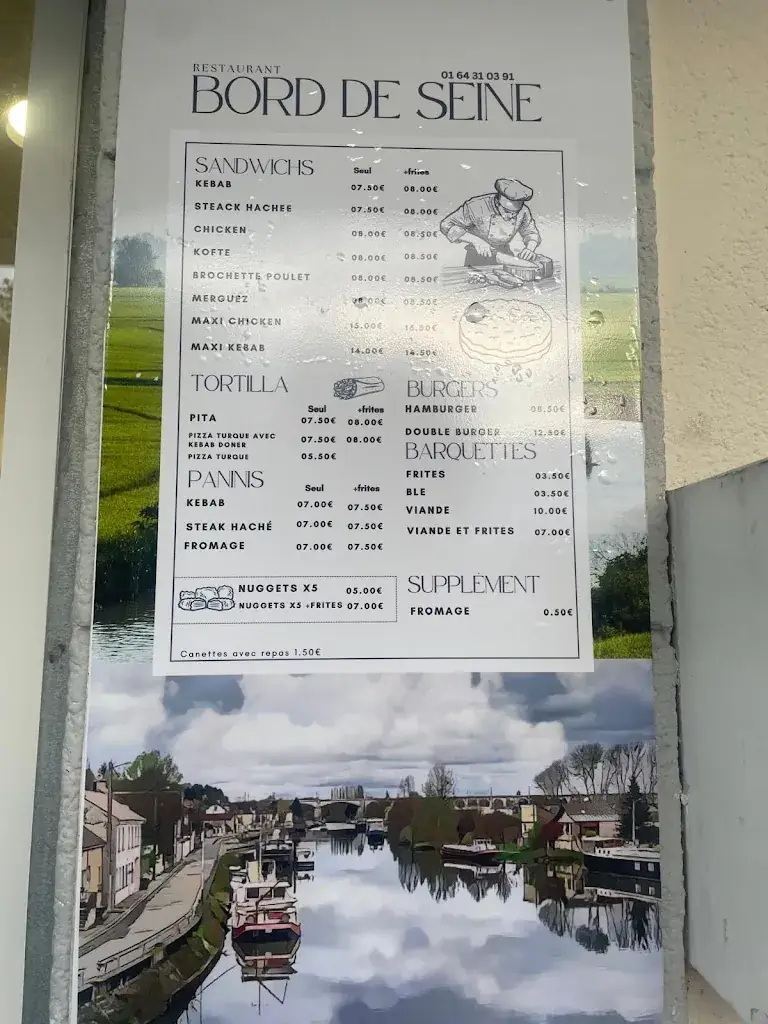 RESTAURANT
01 64 31 03 91
BORD DE SEINE
SANDWICHS Seul +frites
KEBAB 07.50€ 08.00€
STEACK HACHEE 07.50€ 08.00€
CHICKEN 08.00€ 08.50€
KOFTE 08.00€ 08.50€
BROCHETTE POULET 08.00€ 08.50€
MERGUEZ 08.00€ 08.50€
MAXI CHICKEN 15.00€ 15.50€
MAXI KEBAB 14.00€ 14.50€
TORTILLA
Seul +frites
PITA 07.50€ 08.00€
PIZZA TURQUE AVEC
KEBAB DONER 07.50€ 08.00€
PIZZA TURQUE 05.50€
PANINIS
Seul +frites
KEBAB 07.00€ 07.50€
STEAK HACHÉ 07.00€ 07.50€
FROMAGE 07.00€ 07.50€
BURGERS
HAMBURGER 08.50€
DOUBLE BURGER 12.50€
BARQUETTES
FRITES 03.50€
BLE 03.50€
VIANDE 10.00€
VIANDE ET FRITES 07.00€
NUGGETS X5 05.00€
NUGGETS X5 +FRITES 07.00€
SUPPLÉMENT
FROMAGE 0.50€
Canettes avec repas 1.50€